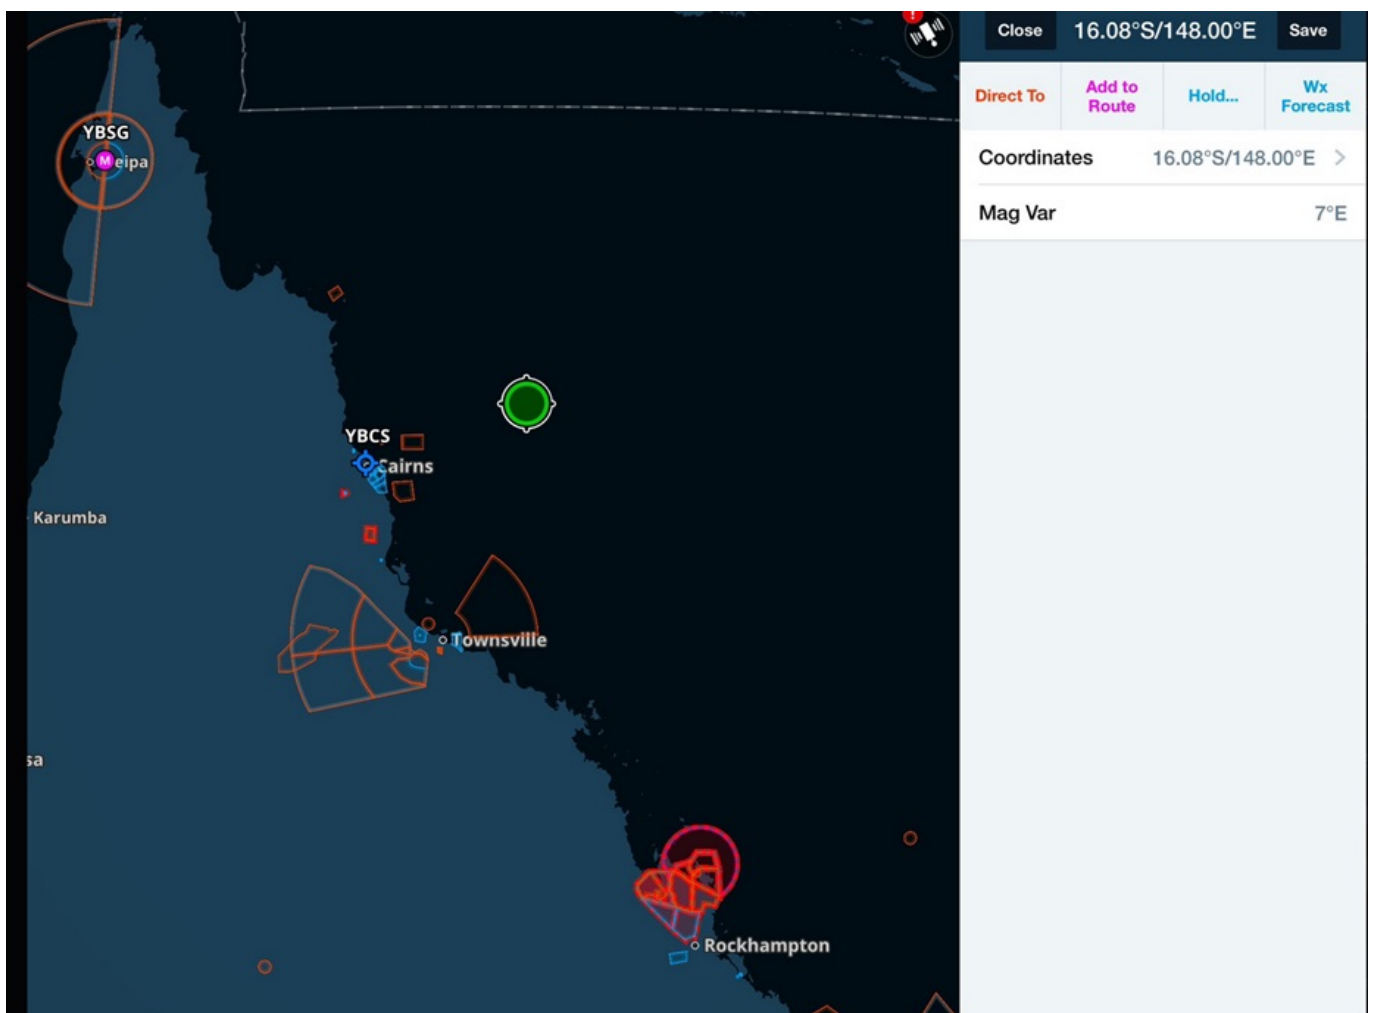 Close 16.08°S/148.00°E Save
Direct To
Add to
Route
Hold...
Wx
Forecast
Coordinates 16.08°S/148.00°E >
Mag Var 7°E
!
YBSG
M eipa
YBCS
Cairns
Karumba
Townsville
sa
Rockhampton